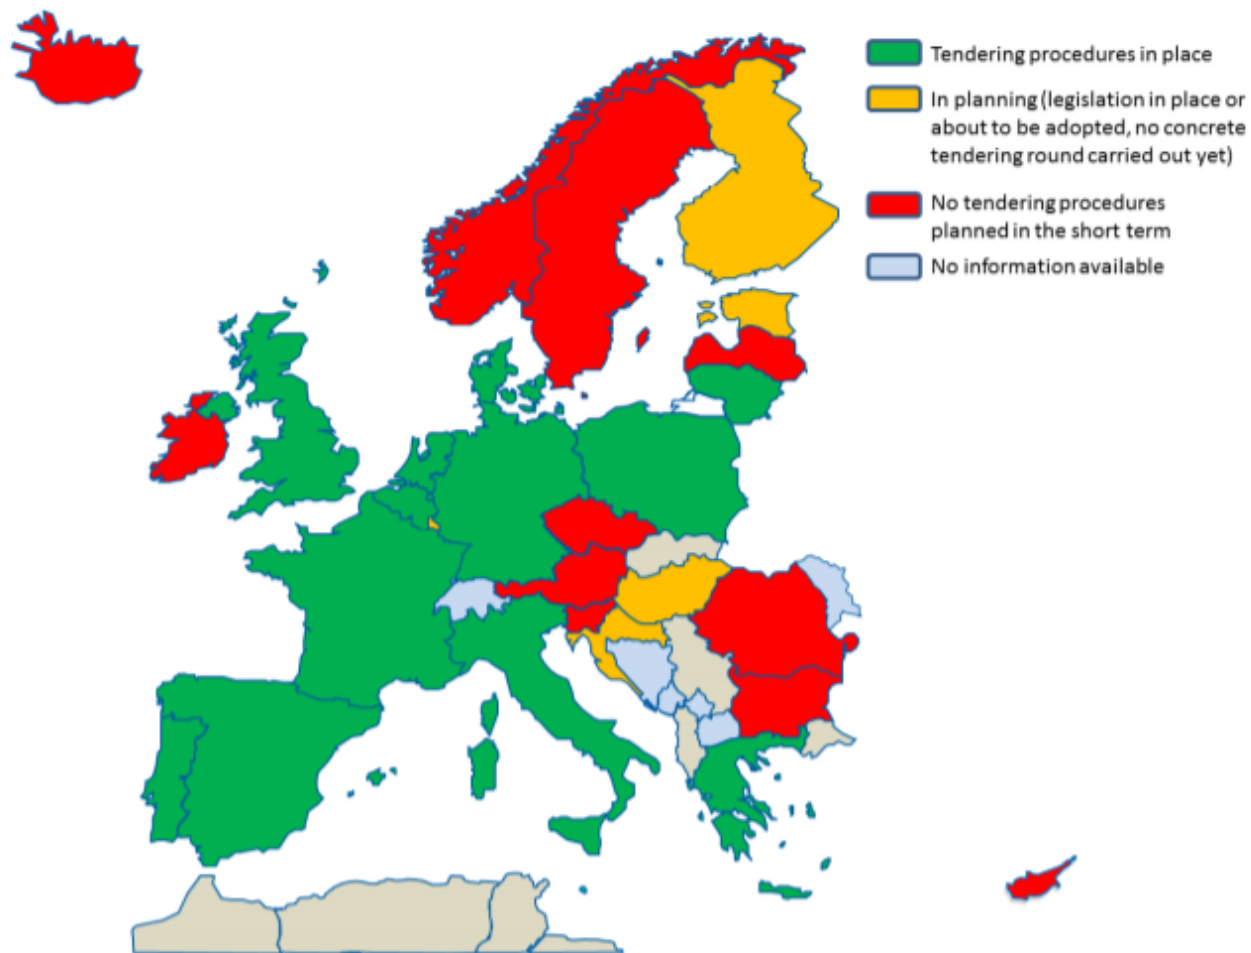 Tendering procedures in place
In planning (legislation in place or
about to be adopted, no concrete
tendering round carried out yet)
No tendering procedures
planned in the short term
No information available